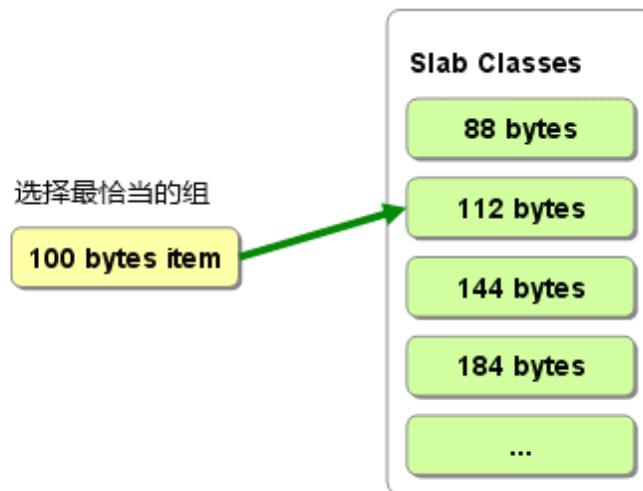 Slab Classes
88 bytes
选择最恰当的组
112 bytes
100 bytes item
144 bytes
184 bytes
...